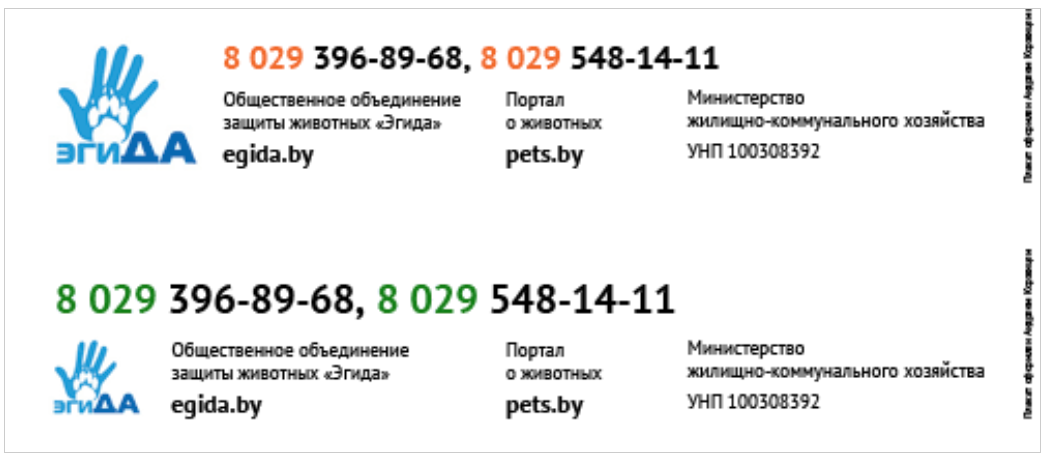 8 029 396-89-68, 8 029 548-14-11
эгиДА
Общественное объединение
защиты животных «Эгида»
egida.by
Портал
о животных
pets.by
Министерство
жилищно-коммунального хозяйства
УНП 100308392
Плакат оформлен Андреем
8 029 396-89-68, 8 029 548-14-11
эгиДА
Общественное объединение
защиты животных «Эгида»
egida.by
Портал
о животных
pets.by
Министерство
жилищно-коммунального хозяйства
УНП 100308392
Плакат оформлен Андреем